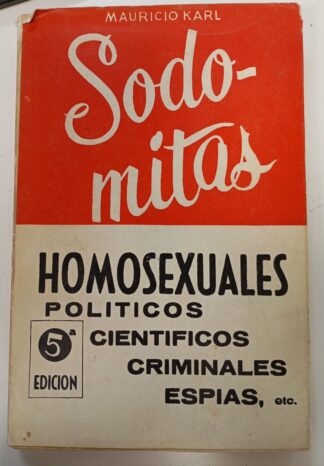 MAURICIO KARL
Sodo-
mitas
HOMOSEXUALES
POLITICOS
CIENTIFICOS
CRIMINALES
ESPIAS, etc.
5ª
EDICION